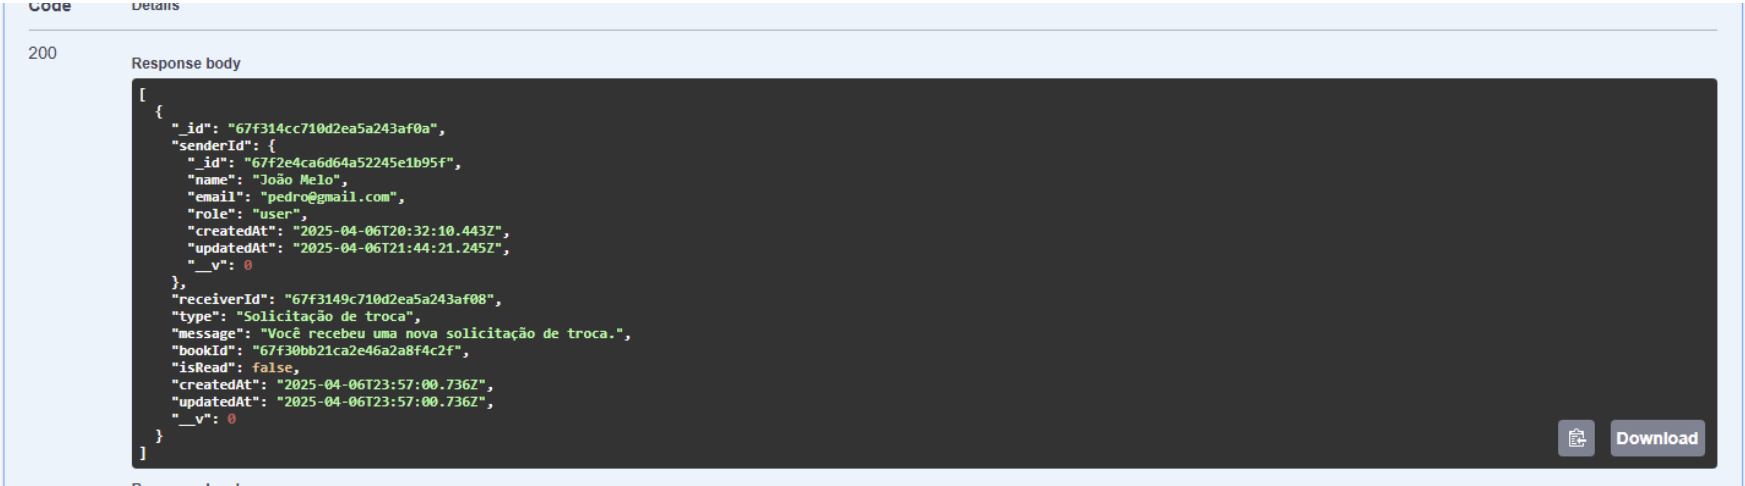 Code Details
200
Response body
[
  {
    "_id": "67f314cc710d2ea5a243af0a",
    "senderId": {
      "_id": "67f2e4ca6d64a52245e1b95f",
      "name": "João Melo",
      "email": "pedro@gmail.com",
      "role": "user",
      "createdAt": "2025-04-06T20:32:10.443Z",
      "updatedAt": "2025-04-06T21:44:21.245Z",
      "__v": 0
    },
    "receiverId": "67f3149c710d2ea5a243af08",
    "type": "Solicitação de troca",
    "message": "Você recebeu uma nova solicitação de troca.",
    "bookId": "67f30bb21ca2e46a2a8f4c2f",
    "isRead": false,
    "createdAt": "2025-04-06T23:57:00.736Z",
    "updatedAt": "2025-04-06T23:57:00.736Z",
    "__v": 0
  }
]
Download